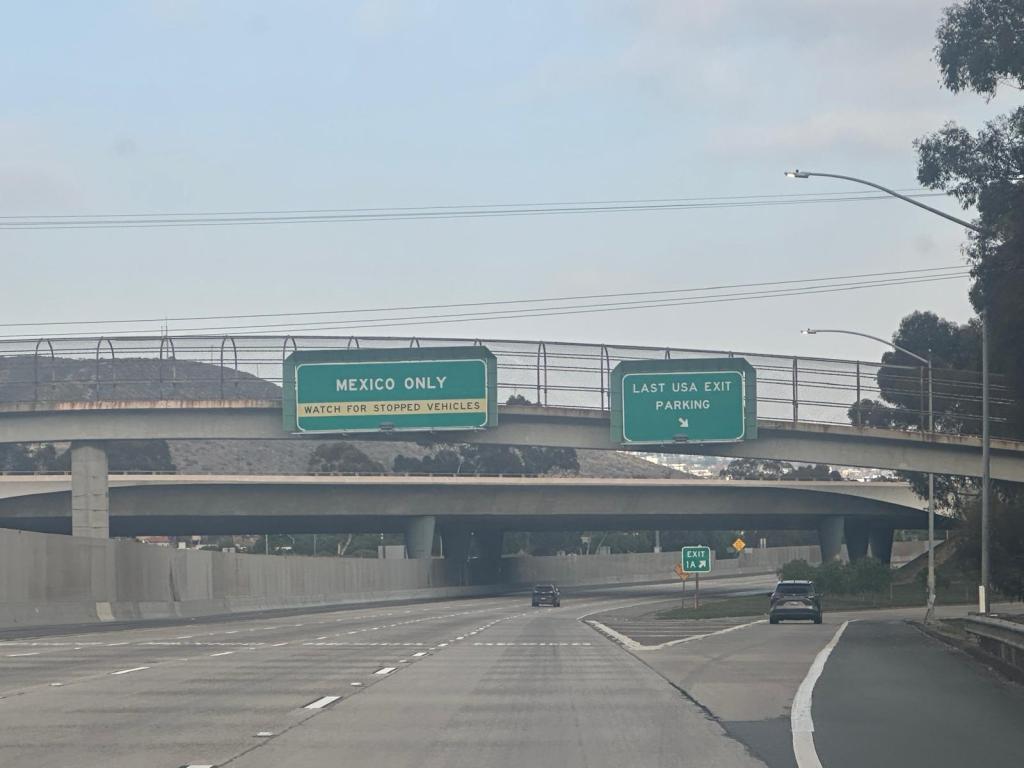 MEXICO ONLY
WATCH FOR STOPPED VEHICLES
LAST USA EXIT
PARKING
EXIT
1A